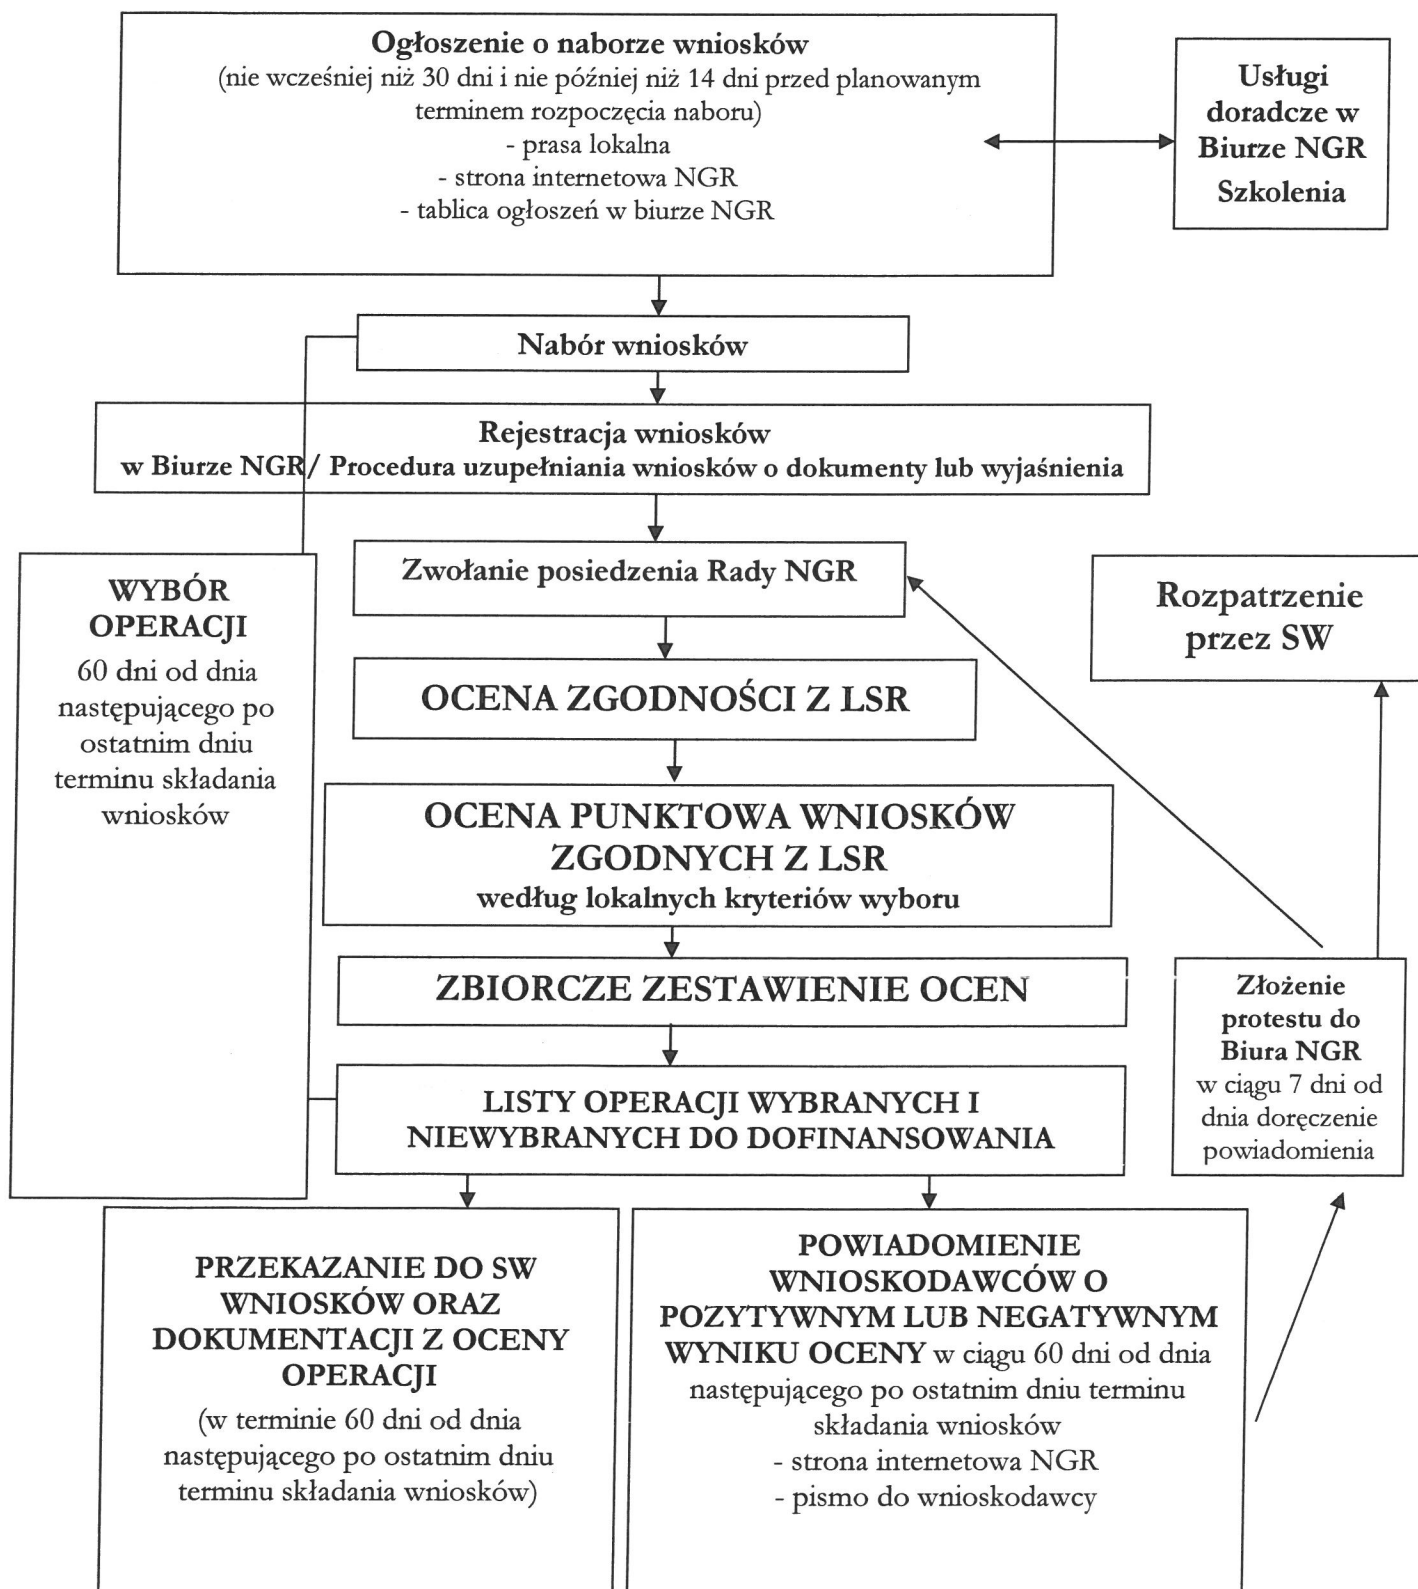 Ogłoszenie o naborze wniosków
(nie wcześniej niż 30 dni i nie później niż 14 dni przed planowanym
terminem rozpoczęcia naboru)
- prasa lokalna
- strona internetowa NGR
- tablica ogłoszeń w biurze NGR
Usługi
doradcze w
Biurze NGR
Szkolenia
Nabór wniosków
Rejestracja wniosków
w Biurze NGR/ Procedura uzupełniania wniosków o dokumenty lub wyjaśnienia
Zwołanie posiedzenia Rady NGR
WYBÓR
OPERACJI
60 dni od dnia
następującego po
ostatnim dniu
terminu składania
wniosków
Rozpatrzenie
przez SW
OCENA ZGODNOŚCI Z LSR
OCENA PUNKTOWA WNIOSKÓW
ZGODNYCH Z LSR
według lokalnych kryteriów wyboru
ZBIORCZE ZESTAWIENIE OCEN
Złożenie
protestu do
Biura NGR
w ciągu 7 dni od
dnia doręczenie
powiadomienia
LISTY OPERACJI WYBRANYCH I
NIEWYBRANYCH DO DOFINANSOWANIA
PRZEKAZANIE DO SW
WNIOSKÓW ORAZ
DOKUMENTACJI Z OCENY
OPERACJI
(w terminie 60 dni od dnia
następującego po ostatnim dniu
terminu składania wniosków)
POWIADOMIENIE
WNIOSKODAWCÓW O
POZYTYWNYM LUB NEGATYWNYM
WYNIKU OCENY w ciągu 60 dni od dnia
następującego po ostatnim dniu terminu
składania wniosków
- strona internetowa NGR
- pismo do wnioskodawcy